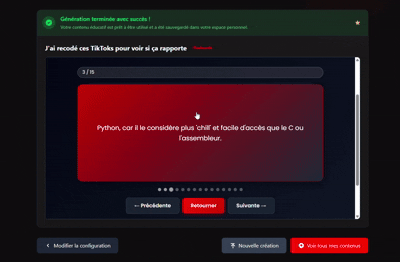 Génération terminée avec succès !
Votre contenu éducatif est prêt à être utilisé et a été sauvegardé dans votre espace personnel.
J'ai recodé ces TikToks pour voir si ça rapporte
3 / 15
Python, car il le considère plus 'chill' et facile d'accès que le C ou
l'assembleur.
← Précédente
Retourner
Suivante →
Modifier la configuration
Nouvelle création
Voir tous mes contenus